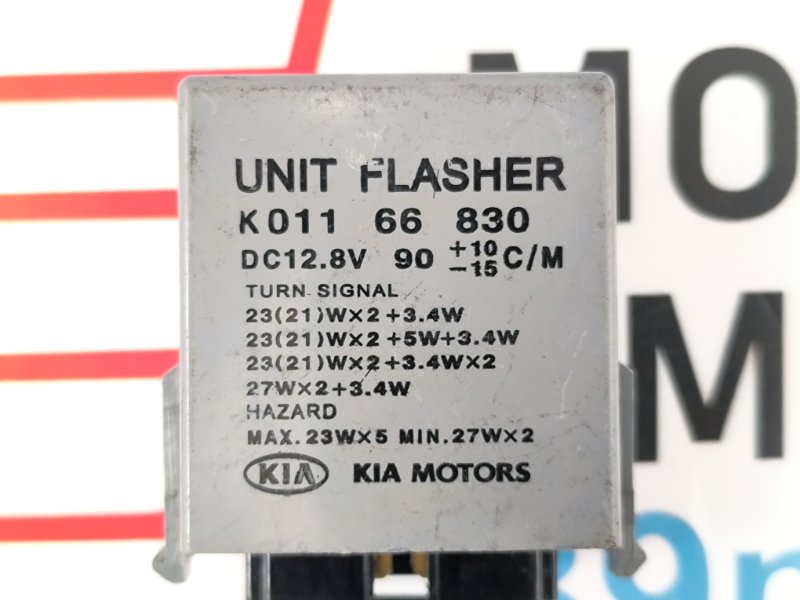 UNIT FLASHER
K011 66 830
DC12.8V 90 +10 -15 C/M
TURN SIGNAL
23(21)W×2+3.4W
23(21)W×2+5W+3.4W
23(21)W×2+3.4W×2
27W×2+3.4W
HAZARD
MAX.23W×5 MIN.27W×2
KIA KIA MOTORS
MO
M